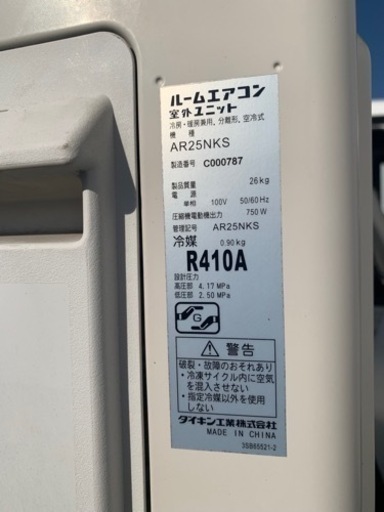 ルームエアコン
室外ユニット
冷房・暖房兼用、分離形、空冷式
機 種
AR25NKS
製造番号 C000787
製品質量 26kg
電 源
単相 100V 50/60Hz
圧縮機電動機出力 750W
管理記号 AR25NKS
冷媒 0.90kg
R410A
設計圧力
高圧部 4.17 MPa
低圧部 2.50 MPa
G
警告
破裂・故障のおそれあり
・冷凍サイクル内に空気
を混入させない
・指定冷媒以外を使用
しない
ダイキン工業株式会社
MADE IN CHINA
3SB65521-2